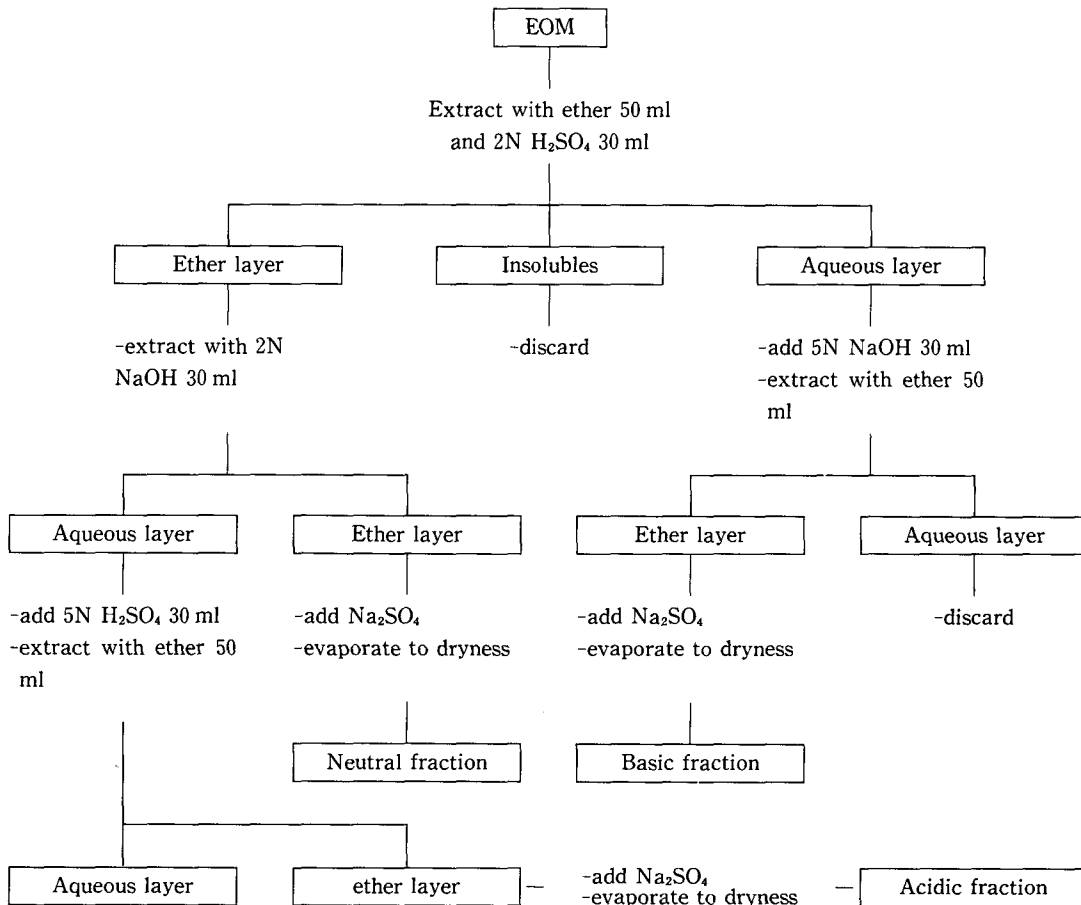 EOM
Extract with ether 50 ml
and 2N H₂SO₄ 30 ml
Ether layer
Insolubles
Aqueous layer
-extract with 2N
NaOH 30 ml
-discard
-add 5N NaOH 30 ml
-extract with ether 50
ml
Aqueous layer
Ether layer
Ether layer
Aqueous layer
-add 5N H₂SO₄ 30 ml
-extract with ether 50
ml
-add Na₂SO₄
-evaporate to dryness
-add Na₂SO₄
-evaporate to dryness
-discard
Neutral fraction
Basic fraction
Aqueous layer
ether layer
-add Na₂SO₄
-evaporate to dryness
Acidic fraction